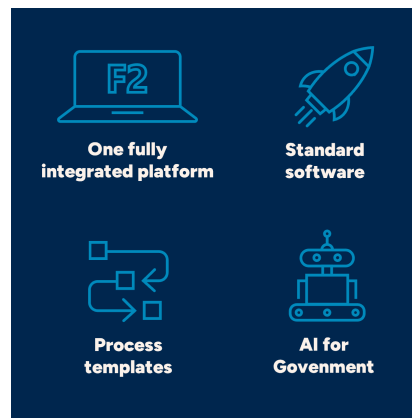 F2
One fully
integrated platform
Standard
software
Process
templates
AI for
Govenment